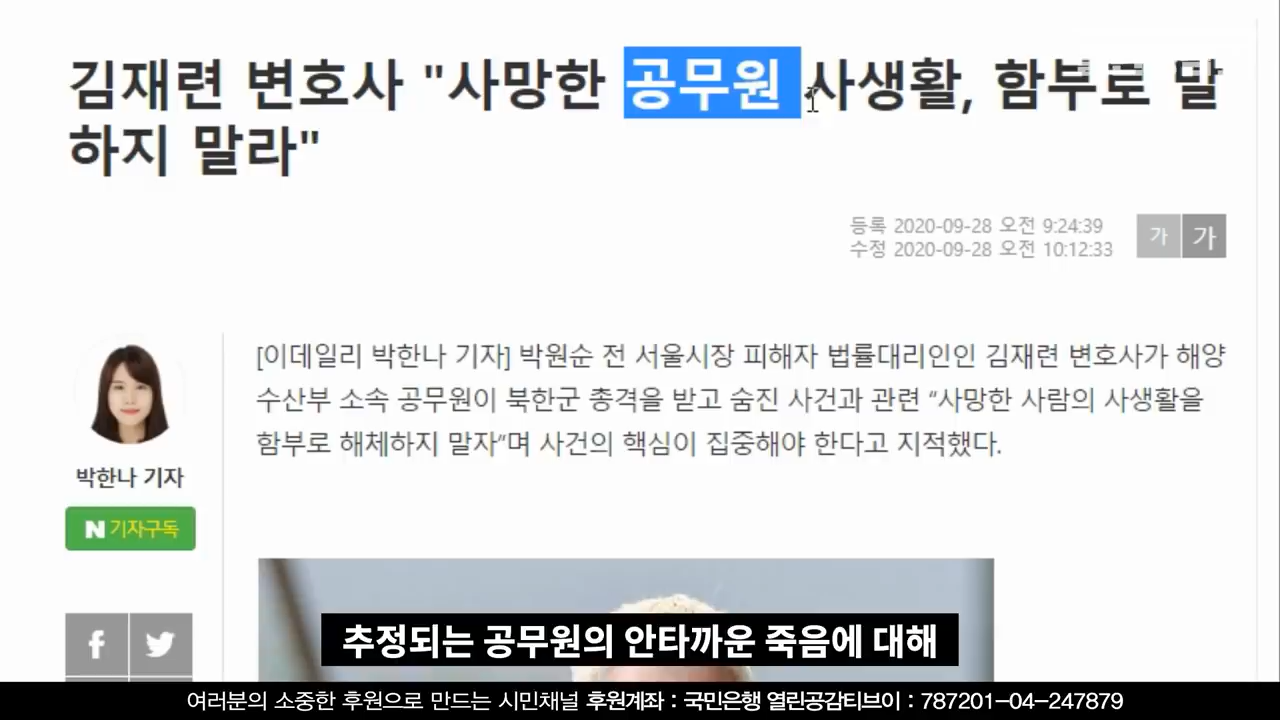 김재련 변호사 "사망한 공무원 사생활, 함부로 말
하지 말라"
등록 2020-09-28 오전 9:24:39
수정 2020-09-28 오전 10:12:33
가 가
[이데일리 박한나 기자] 박원순 전 서울시장 피해자 법률대리인인 김재련 변호사가 해양
수산부 소속 공무원이 북한군 총격을 받고 숨진 사건과 관련 “사망한 사람의 사생활을
함부로 해체하지 말자”며 사건의 핵심이 집중해야 한다고 지적했다.
박한나 기자
N 기자구독
추정되는 공무원의 안타까운 죽음에 대해
여러분의 소중한 후원으로 만드는 시민채널 후원계좌 : 국민은행 열린공감티브이 : 787201-04-247879